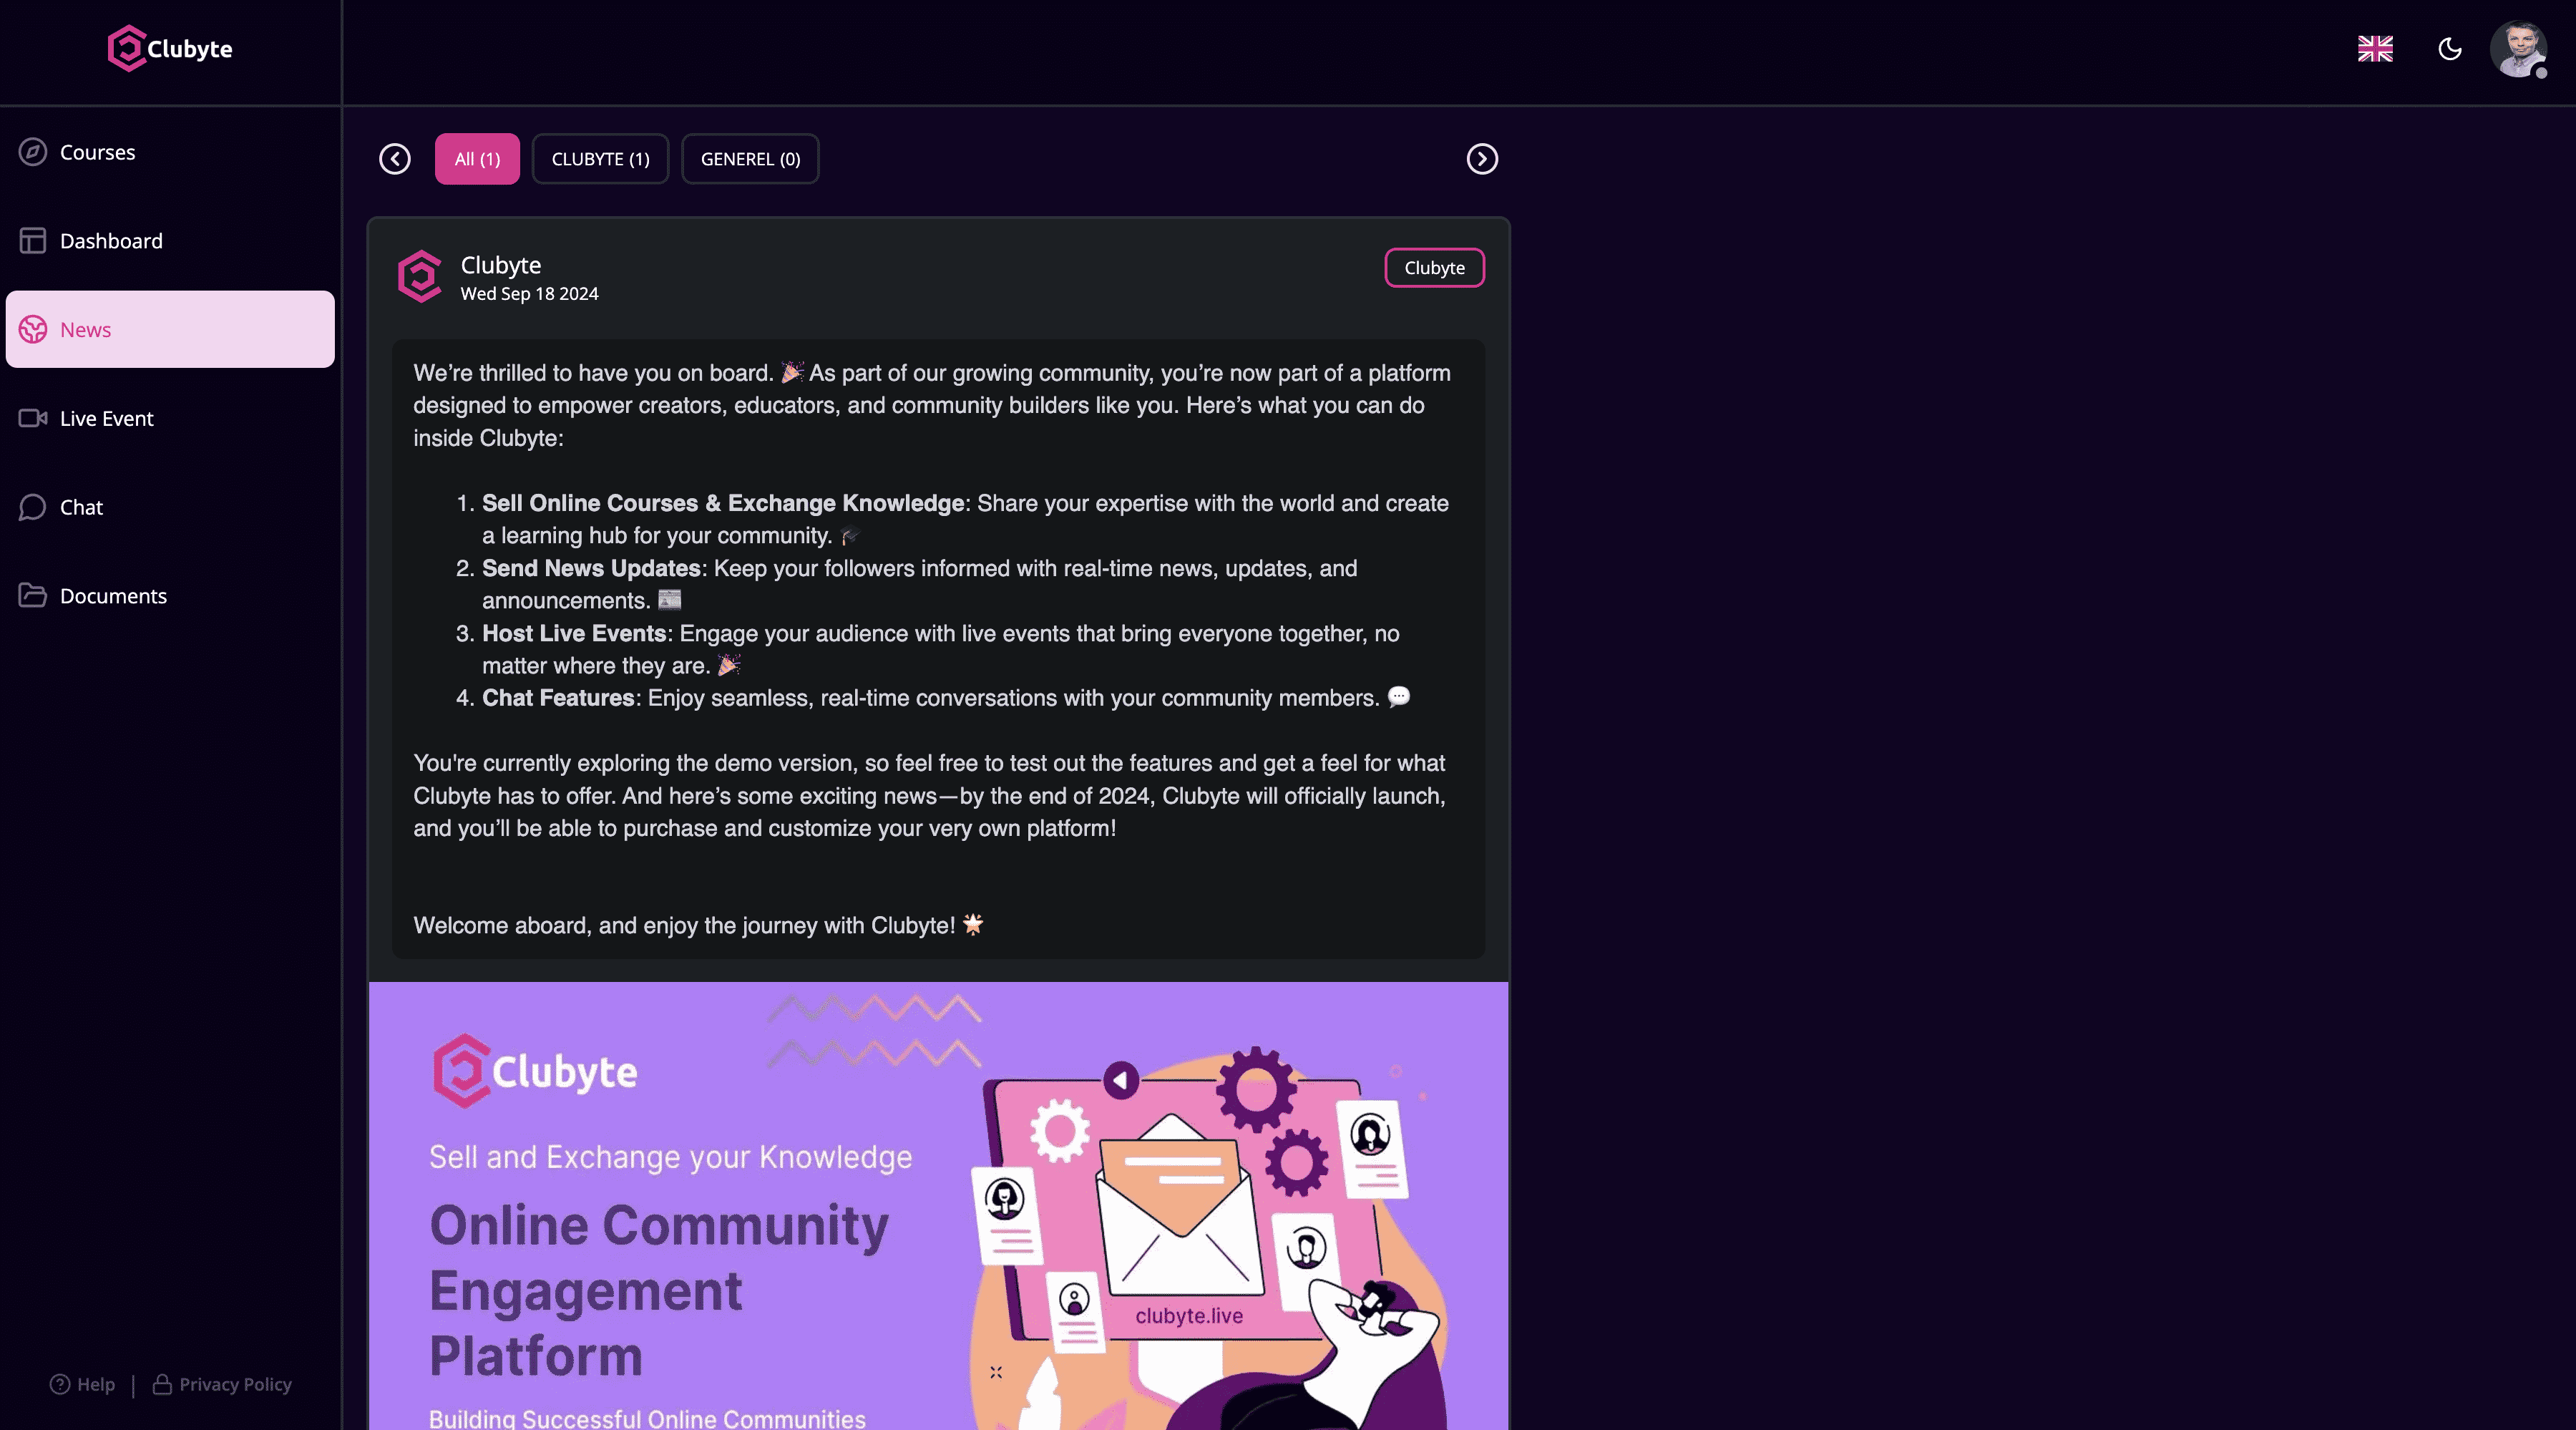 Clubyte
Courses
Dashboard
News
Live Event
Chat
Documents
Help | Privacy Policy
All (1)
CLUBYTE (1)
GENEREL (0)
Clubyte
Wed Sep 18 2024
Clubyte
We’re thrilled to have you on board. 🎉 As part of our growing community, you’re now part of a platform
designed to empower creators, educators, and community builders like you. Here’s what you can do
inside Clubyte:
1. Sell Online Courses & Exchange Knowledge: Share your expertise with the world and create
a learning hub for your community. 🎓
2. Send News Updates: Keep your followers informed with real-time news, updates, and
announcements. 📰
3. Host Live Events: Engage your audience with live events that bring everyone together, no
matter where they are. 🎉
4. Chat Features: Enjoy seamless, real-time conversations with your community members. 💬
You're currently exploring the demo version, so feel free to test out the features and get a feel for what
Clubyte has to offer. And here’s some exciting news—by the end of 2024, Clubyte will officially launch,
and you’ll be able to purchase and customize your very own platform!
Welcome aboard, and enjoy the journey with Clubyte! 🌟
Clubyte
Sell and Exchange your Knowledge
Online Community
Engagement
Platform
Building Successful Online Communities
clubyte.live